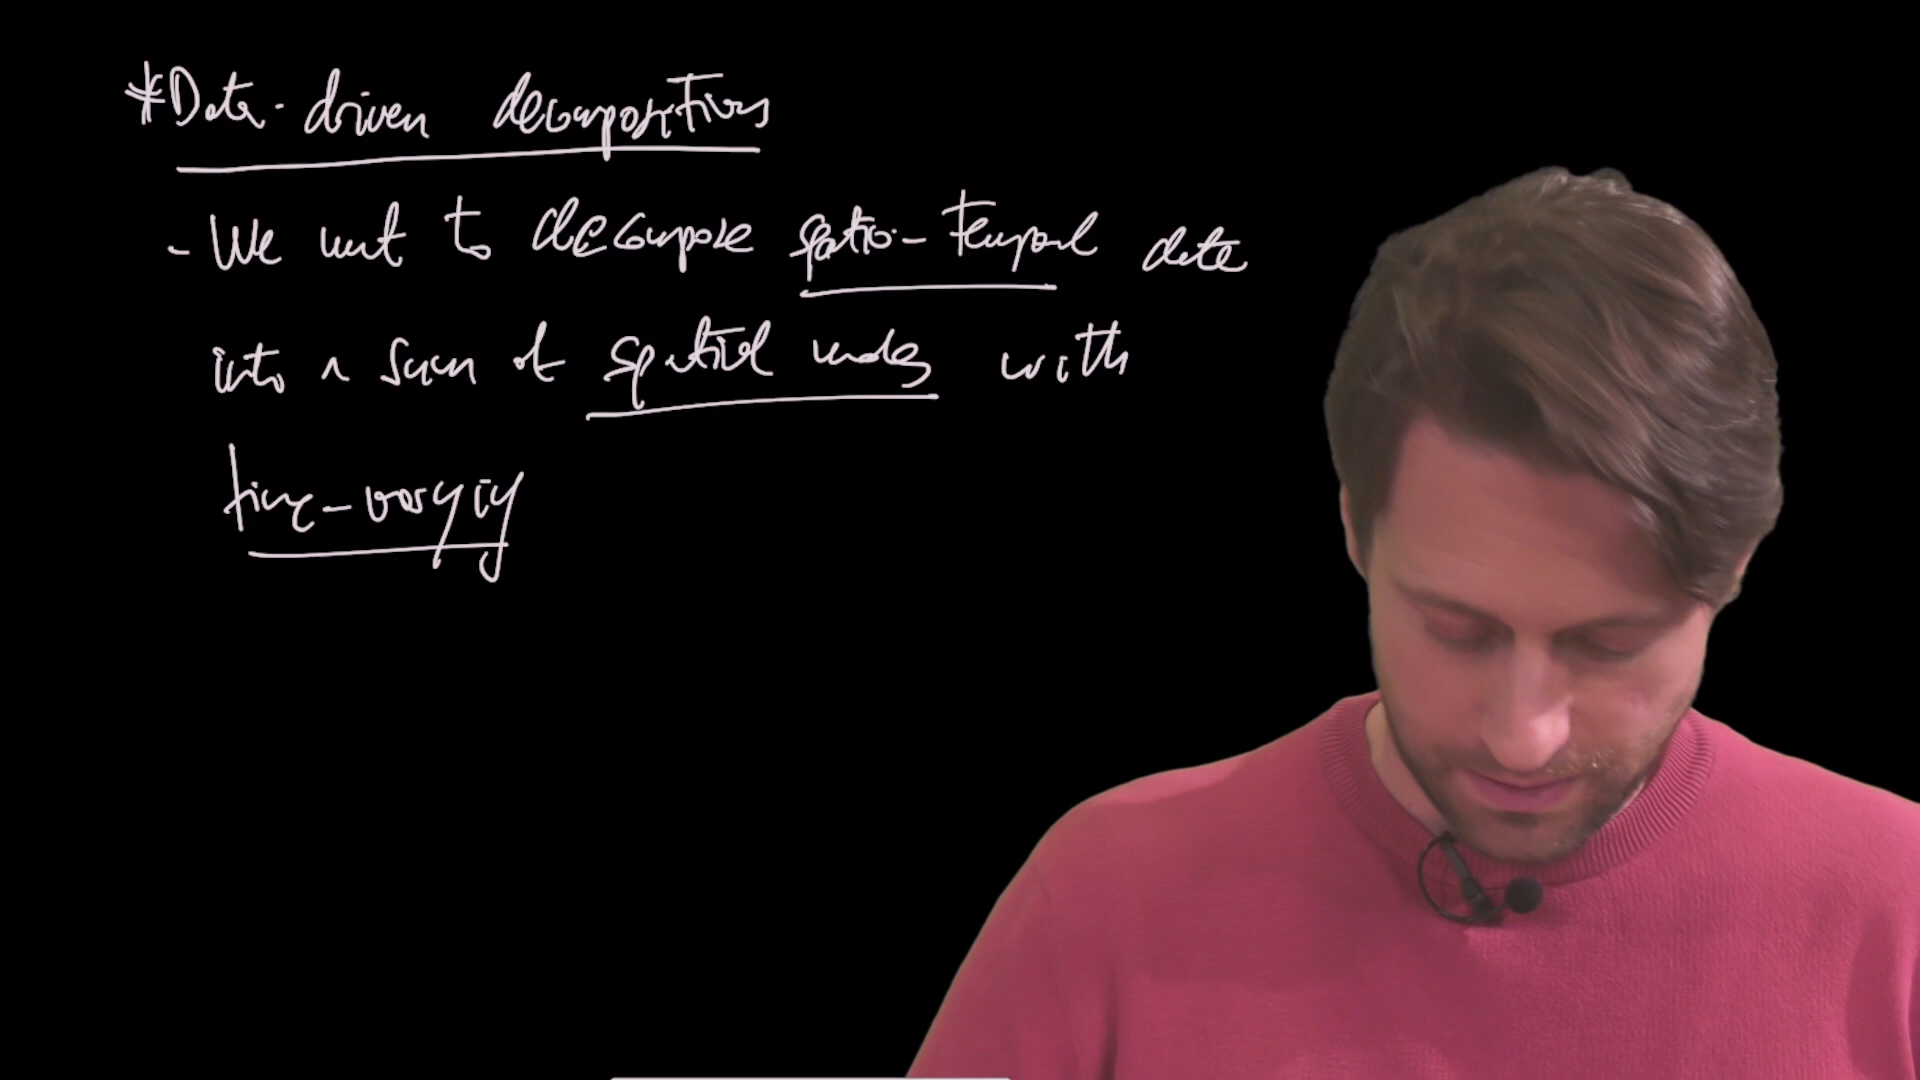 *Data-driven decompositions
- We want to decompose spatio-temporal data
into a sum of spatial modes with
time-varying